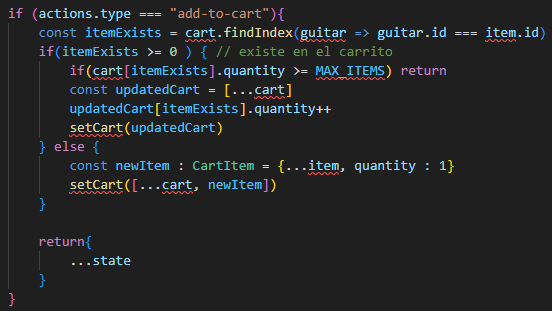 if (actions.type === "add-to-cart"){
    const itemExists = cart.findIndex(guitar => guitar.id === item.id)
    if(itemExists >= 0 ) { // existe en el carrito
        if(cart[itemExists].quantity >= MAX_ITEMS) return
        const updatedCart = [...cart]
        updatedCart[itemExists].quantity++
        setCart(updatedCart)
    } else {
        const newItem : CartItem = {...item, quantity : 1}
        setCart([...cart, newItem])
    }

    return{
        ...state
    }
}